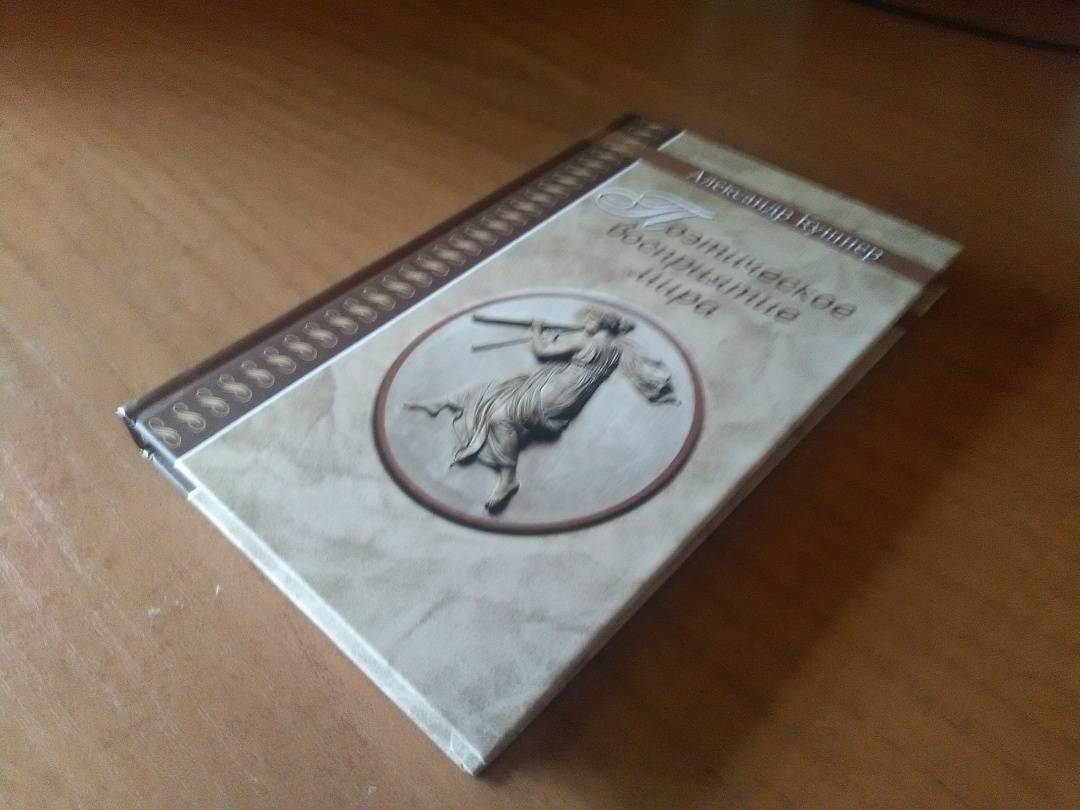 Александр Кушнер
Поэтическое
восприятие
мира